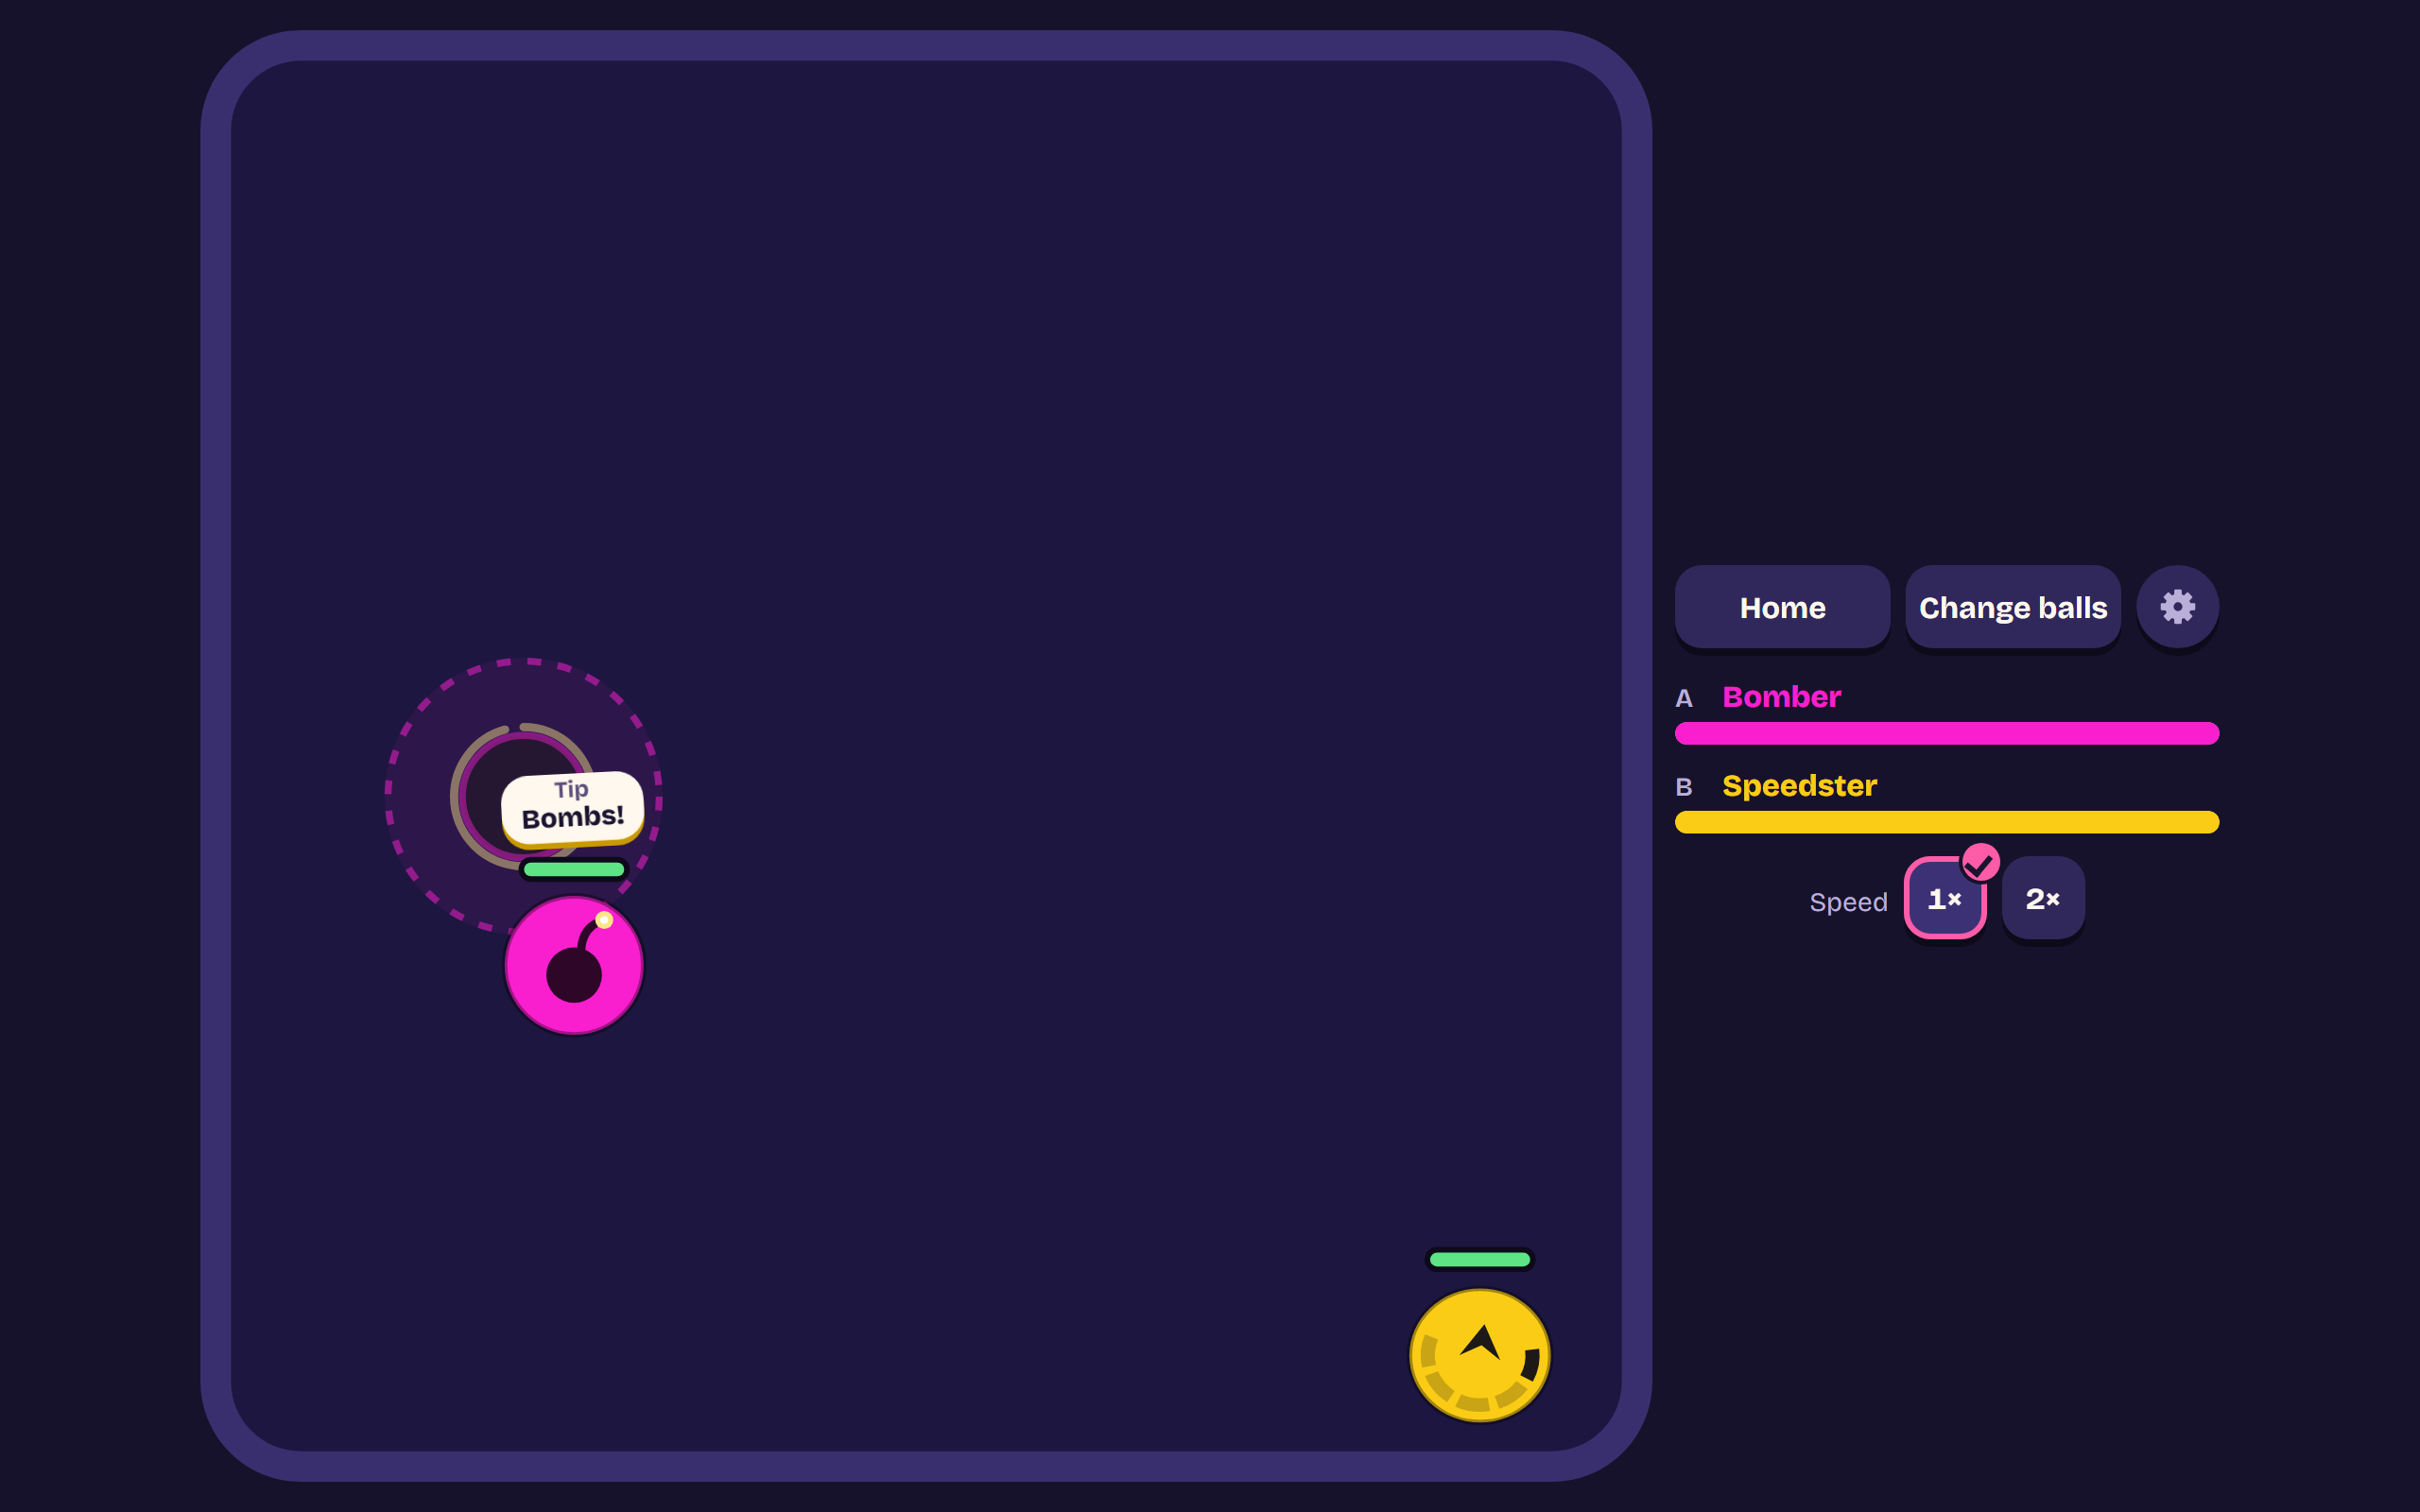 Home
Change balls
A Bomber
B Speedster
Tip
Bombs!
Speed 1× 2×